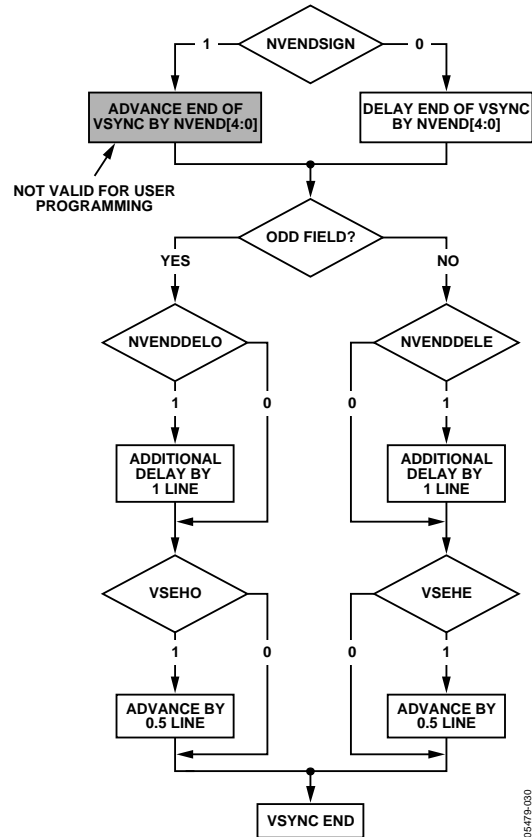 NVENDSIGN
1
0
ADVANCE END OF
VSYNC BY NVEND[4:0]
DELAY END OF VSYNC
BY NVEND[4:0]
NOT VALID FOR USER
PROGRAMMING
ODD FIELD?
YES
NO
NVENDDELO
NVENDDELE
1
0
0
1
ADDITIONAL
DELAY BY
1 LINE
ADDITIONAL
DELAY BY
1 LINE
VSEHO
VSEHE
1
0
0
1
ADVANCE BY
0.5 LINE
ADVANCE BY
0.5 LINE
VSYNC END
05479-030